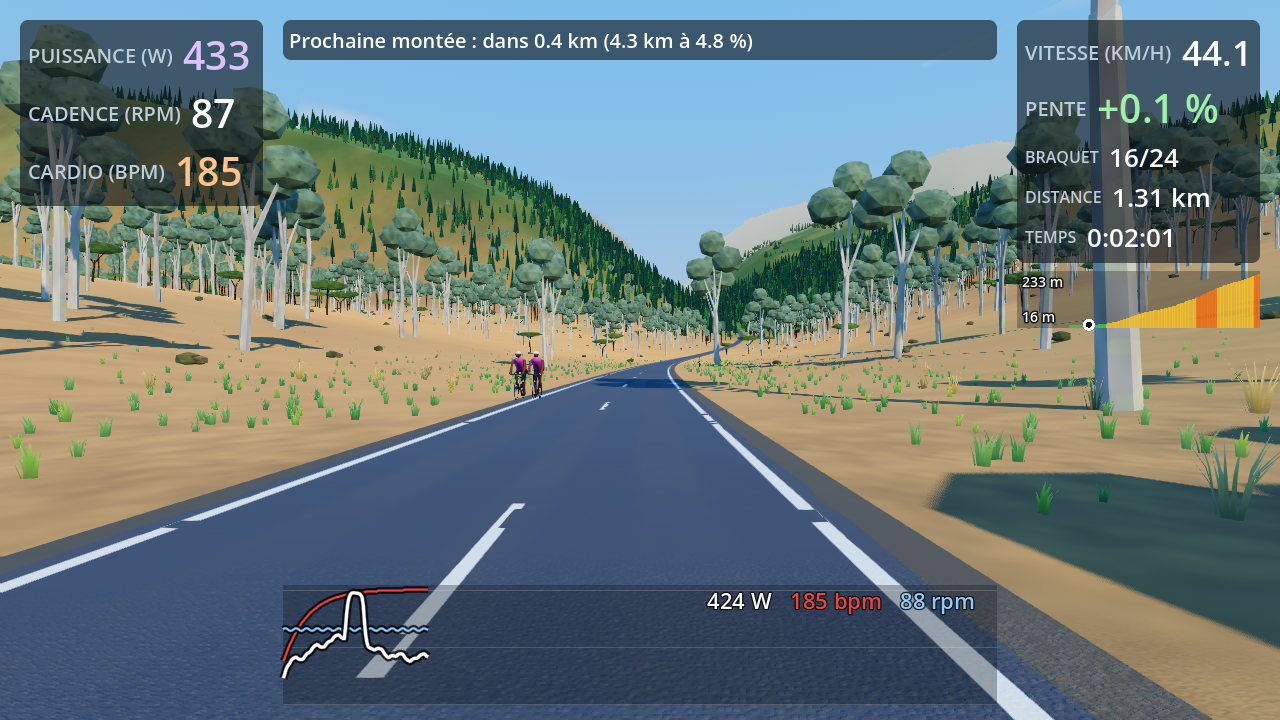 PUISSANCE (W) 433
CADENCE (RPM) 87
CARDIO (BPM) 185
Prochaine montée : dans 0.4 km (4.3 km à 4.8 %)
VITESSE (KM/H) 44.1
PENTE +0.1 %
BRAQUET 16/24
DISTANCE 1.31 km
TEMPS 0:02:01
233 m
16 m
424 W 185 bpm 88 rpm